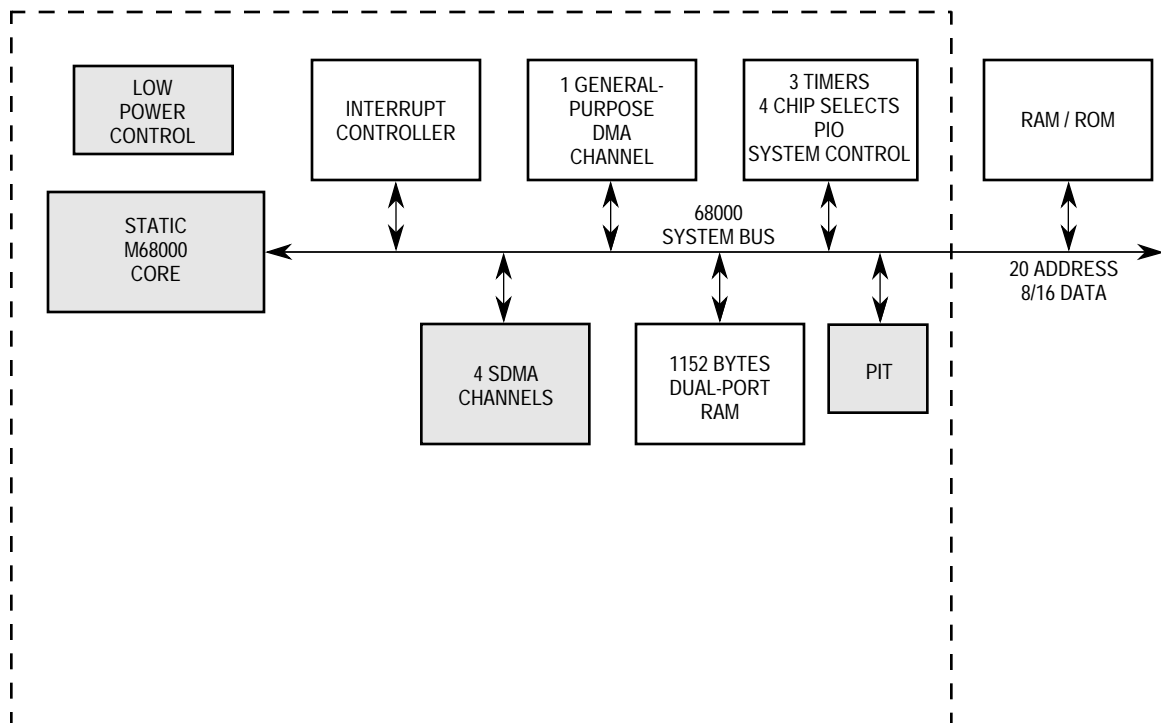 LOW
POWER
CONTROL
INTERRUPT
CONTROLLER
1 GENERAL-
PURPOSE
DMA
CHANNEL
3 TIMERS
4 CHIP SELECTS
PIO
SYSTEM CONTROL
RAM / ROM
STATIC
M68000
CORE
68000
SYSTEM BUS
20 ADDRESS
8/16 DATA
4 SDMA
CHANNELS
1152 BYTES
DUAL-PORT
RAM
PIT